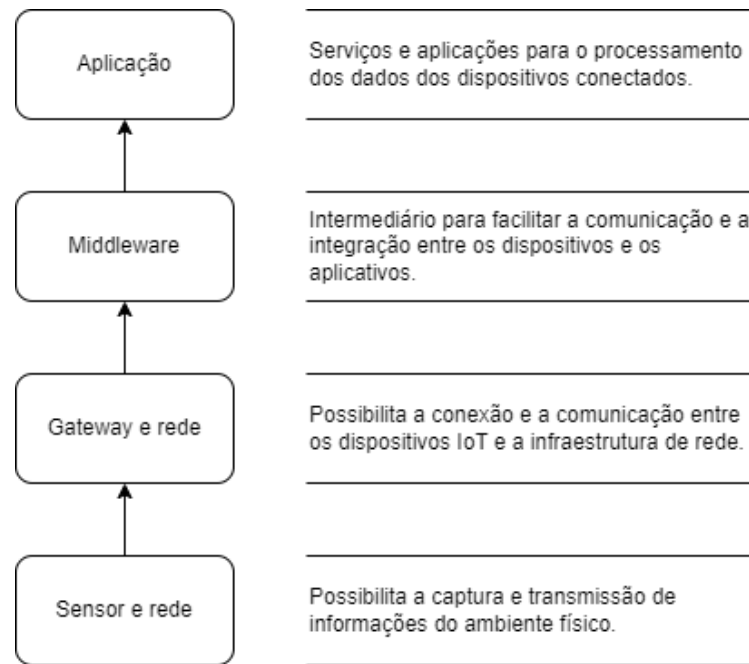 Aplicação
Serviços e aplicações para o processamento
dos dados dos dispositivos conectados.
Middleware
Intermediário para facilitar a comunicação e a
integração entre os dispositivos e os
aplicativos.
Gateway e rede
Possibilita a conexão e a comunicação entre
os dispositivos IoT e a infraestrutura de rede.
Sensor e rede
Possibilita a captura e transmissão de
informações do ambiente físico.